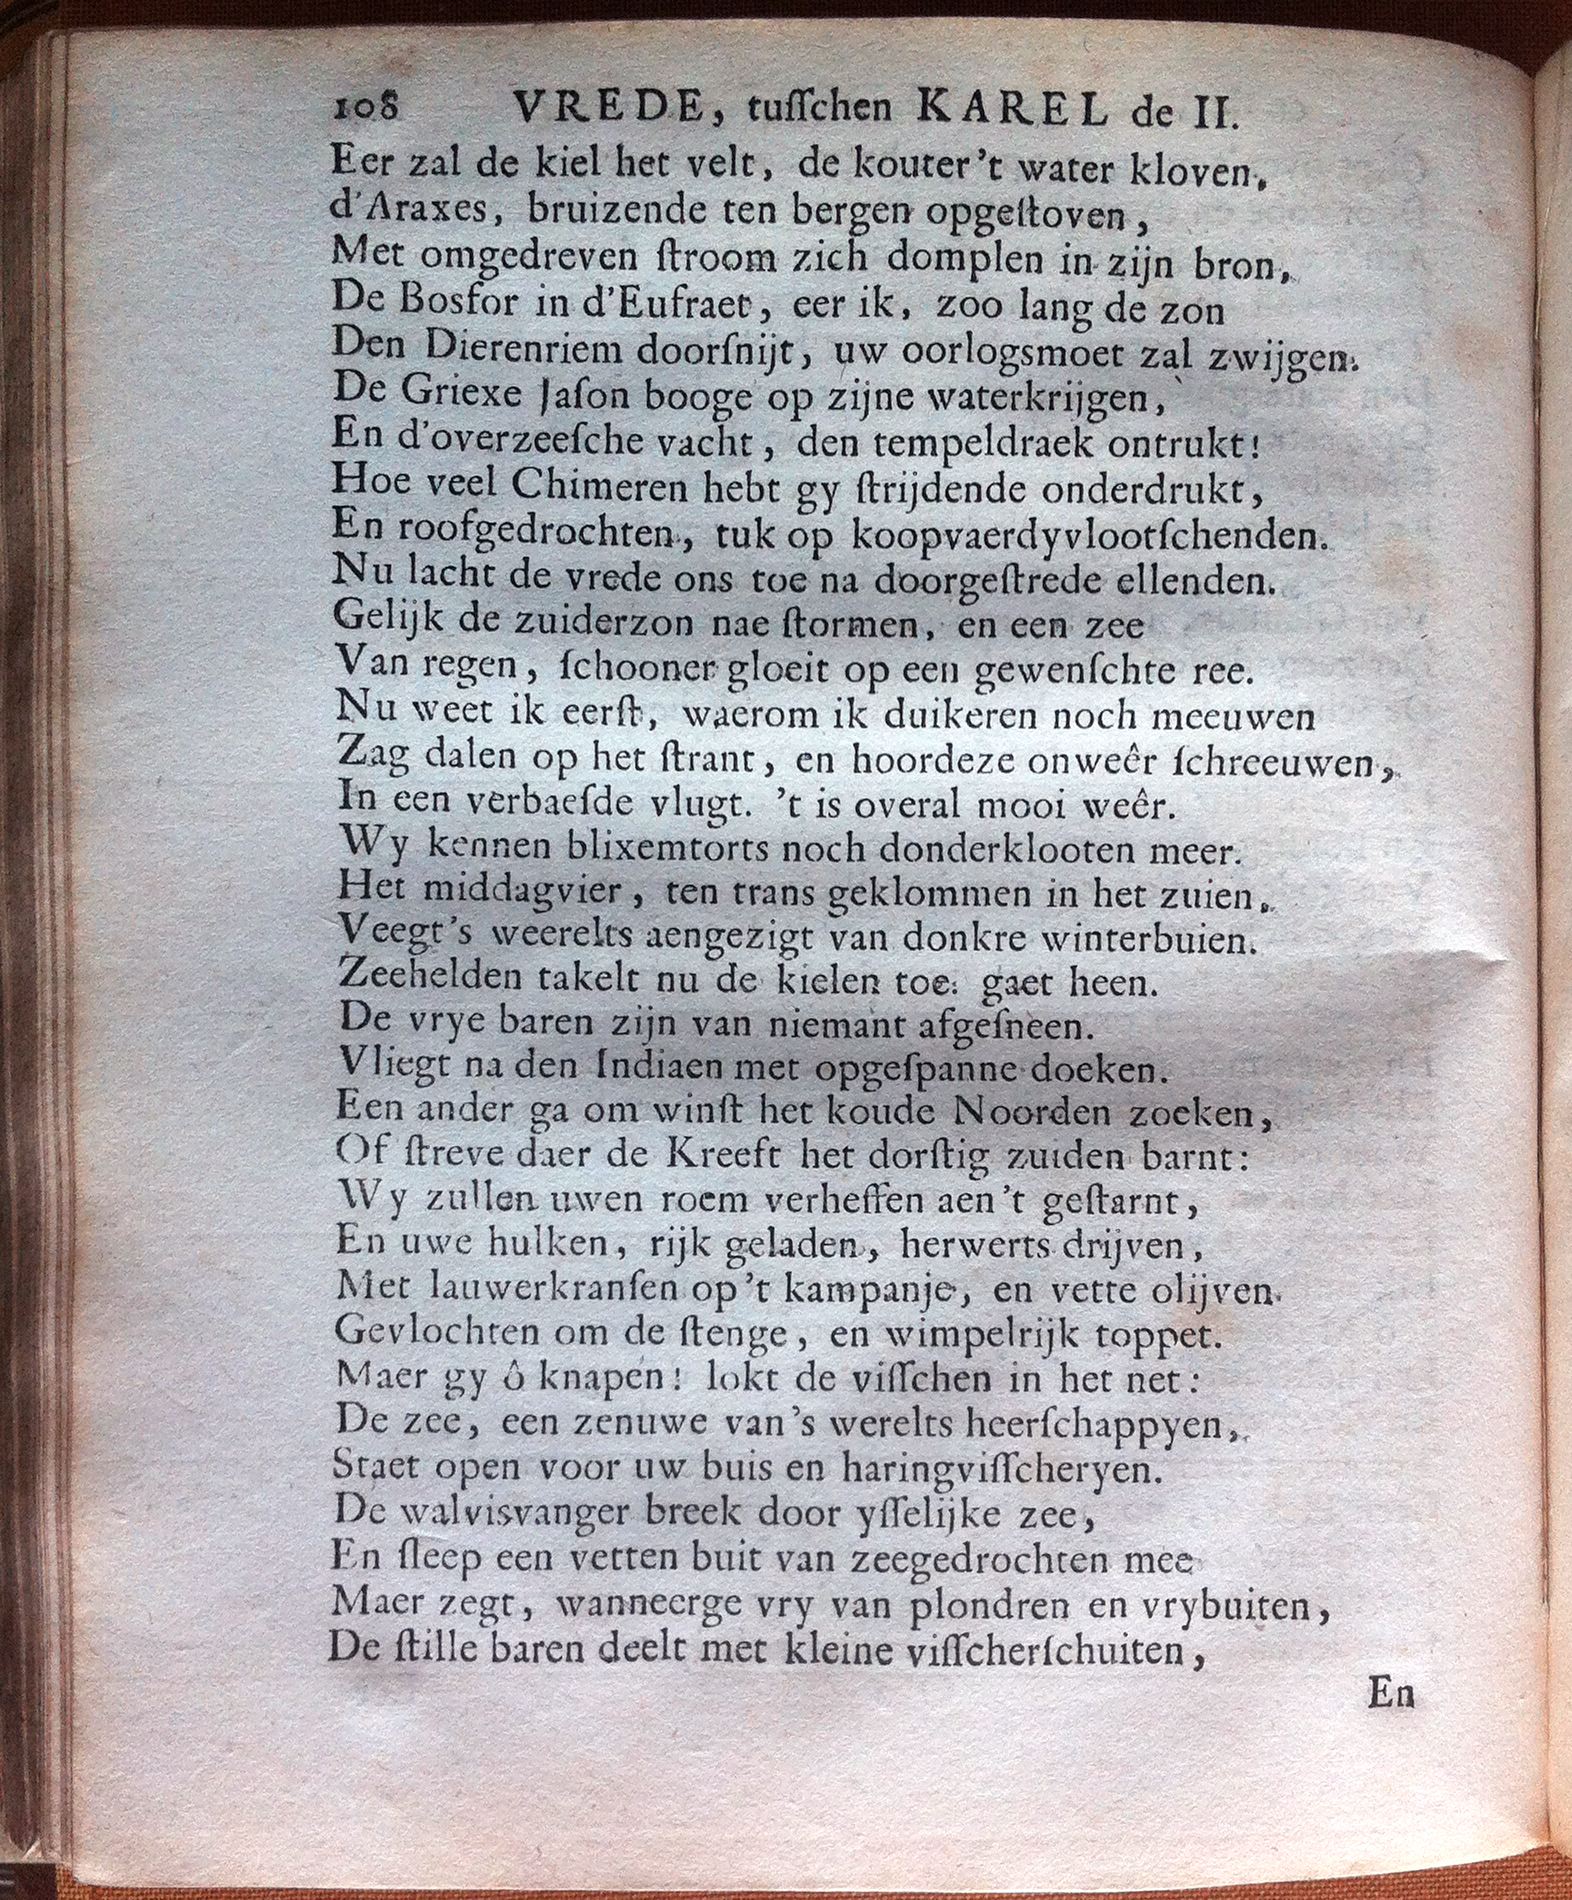 108 VREDE, tuſſchen KAREL de II.
Eer zal de kiel het velt, de kouter 't water kloven,
d'Araxes, bruizende ten bergen opgeſtoven,
Met omgedreven ſtroom zich domplen in zijn bron,
De Bosfor in d'Eufraet, eer ik, zoo lang de zon
Den Dierenriem doorſnijt, uw oorlogsmoet zal zwijgen.
De Griexe Jaſon booge op zijne waterkrijgen,
En d'overzeeſche vacht, den tempeldraek ontrukt!
Hoe veel Chimeren hebt gy ſtrijdende onderdrukt,
En roofgedrochten, tuk op koopvaerdyvlootſchenden.
Nu lacht de vrede ons toe na doorgeſtrede ellenden.
Gelijk de zuiderzon nae ſtormen, en een zee
Van regen, ſchooner gloeit op een gewenſchte ree.
Nu weet ik eerſt, waerom ik duikeren noch meeuwen
Zag dalen op het ſtrant, en hoordeze onweêr ſchreeuwen,
In een verbaeſde vlugt. 't is overal mooi weêr.
Wy kennen blixemtorts noch donderklooten meer.
Het middagvier, ten trans geklommen in het zuien,
Veegt's weerelts aengezigt van donkre winterbuien.
Zeehelden takelt nu de kielen toe: gaet heen.
De vrye baren zijn van niemant afgeſneen.
Vliegt na den Indiaen met opgeſpanne doeken.
Een ander ga om winſt het koude Noorden zoeken,
Of ſtreve daer de Kreeft het dorſtig zuiden barnt:
Wy zullen uwen roem verheffen aen 't geſtarnt,
En uwe hulken, rijk geladen, herwerts drijven,
Met lauwerkranſen op 't kampanje, en vette olijven
Gevlochten om de ſtenge, en wimpelrijk toppet.
Maer gy ô knapen! lokt de viſſchen in het net:
De zee, een zenuwe van 's werelts heerſchappyen,
Staet open voor uw buis en haringviſſcheryen.
De walvisvanger breek door yſſelijke zee,
En ſleep een vetten buit van zeegedrochten mee
Maer zegt, wanneerge vry van plondren en vrybuiten,
De ſtille baren deelt met kleine viſſcherſchuiten,
En